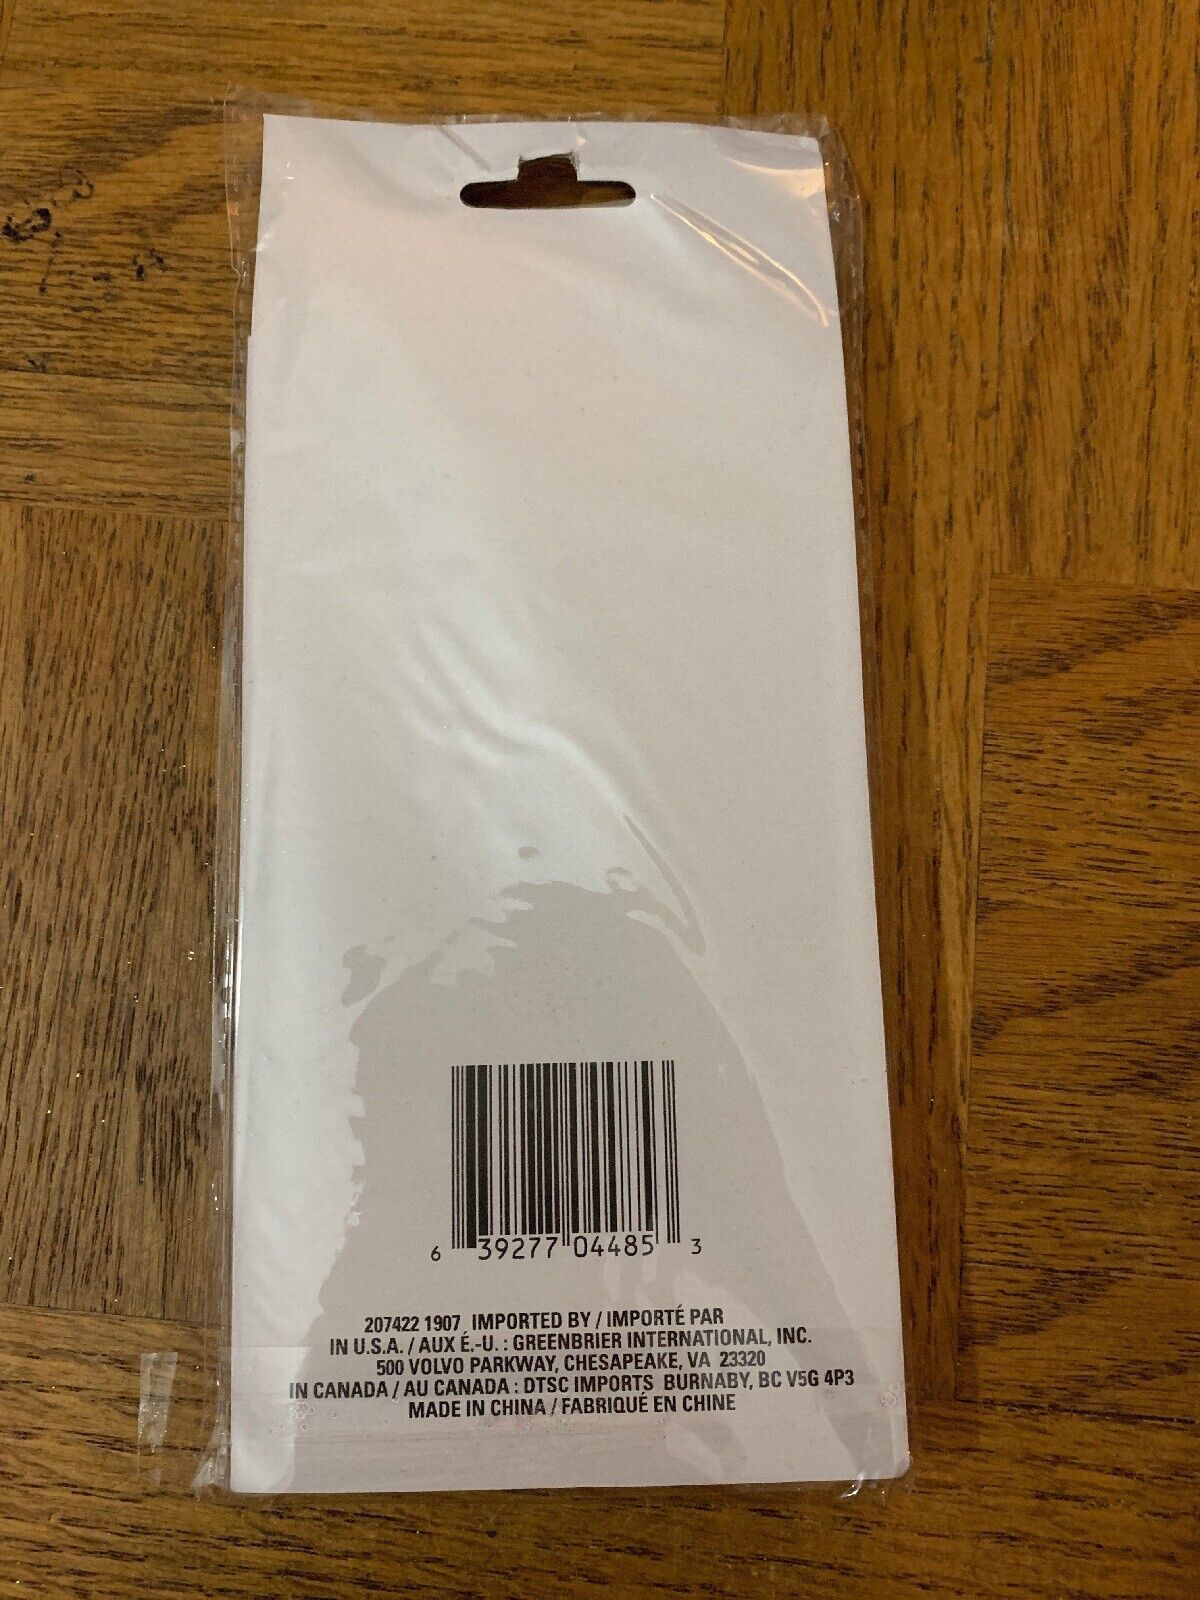 6 39277 04485 3
207422 1907 IMPORTED BY / IMPORTÉ PAR
IN U.S.A. / AUX É.-U. : GREENBRIER INTERNATIONAL, INC.
500 VOLVO PARKWAY, CHESAPEAKE, VA 23320
IN CANADA / AU CANADA : DTSC IMPORTS BURNABY, BC V5G 4P3
MADE IN CHINA / FABRIQUÉ EN CHINE